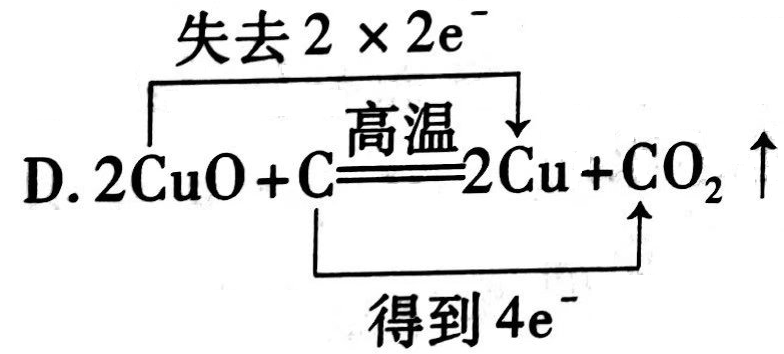 失去 2 × 2e⁻
高温
D. 2CuO + C ═══ 2Cu + CO₂ ↑
得到 4e⁻